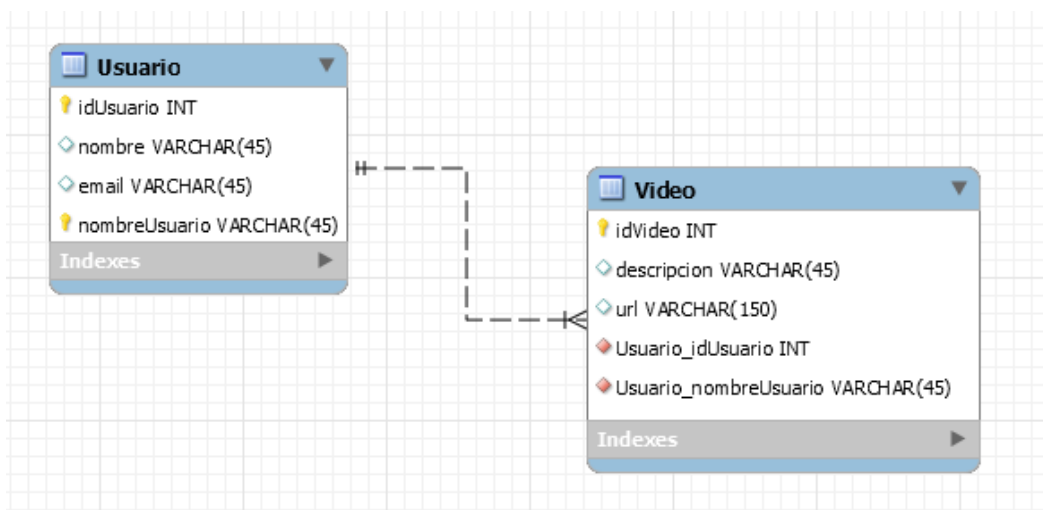 Usuario
idUsuario INT
nombre VARCHAR(45)
email VARCHAR(45)
nombreUsuario VARCHAR(45)
Indexes
Video
idVideo INT
descripcion VARCHAR(45)
url VARCHAR(150)
Usuario_idUsuario INT
Usuario_nombreUsuario VARCHAR(45)
Indexes